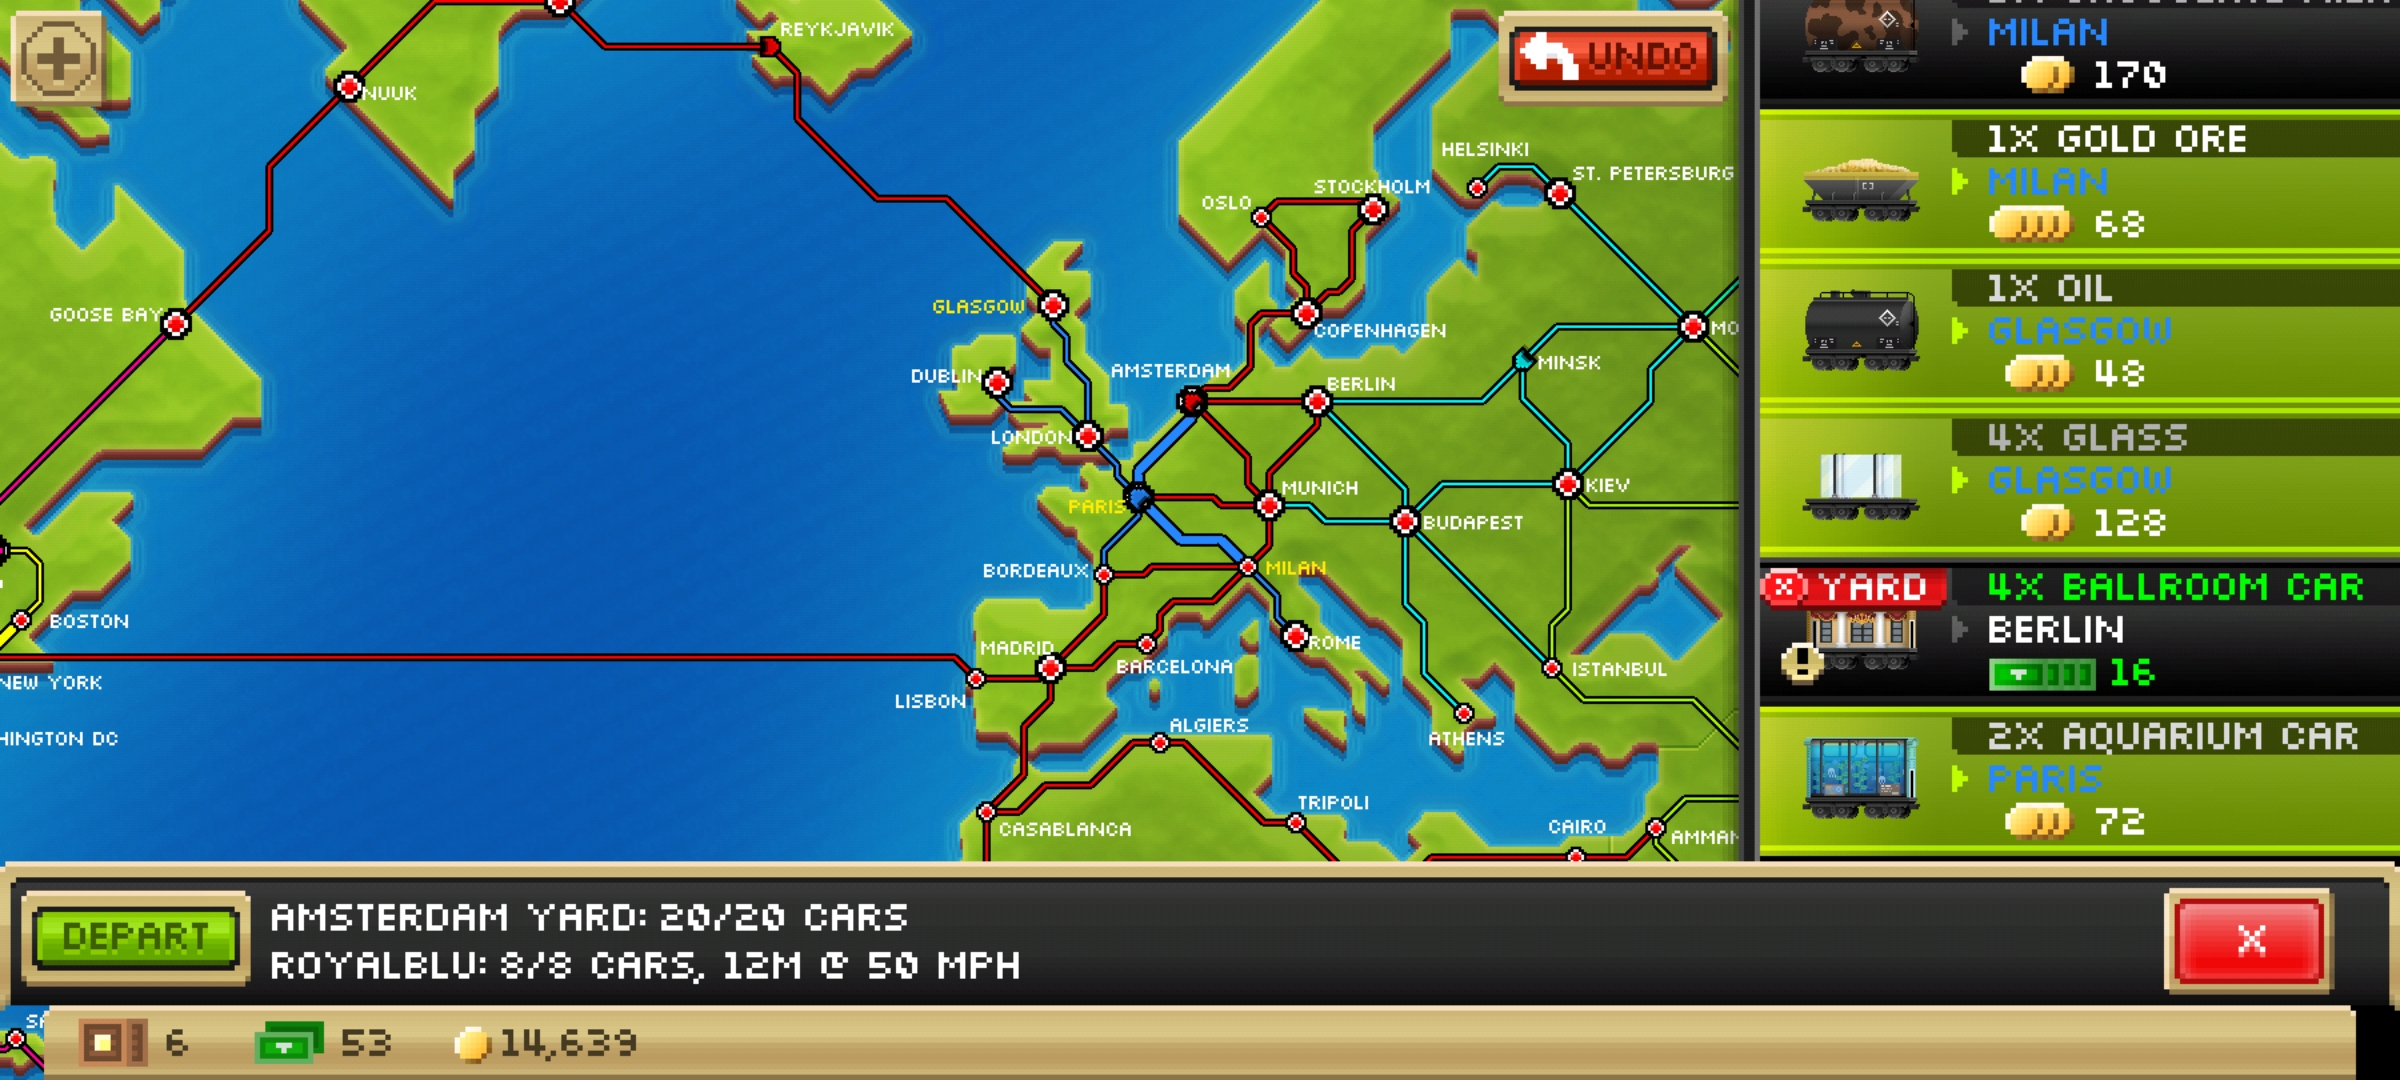 REYKJAVIK
UNDO
NUUK
HELSINKI
ST. PETERSBURG
STOCKHOLM
OSLO
GLASGOW
GOOSE BAY
COPENHAGEN
MO
MINSK
AMSTERDAM
DUBLIN
BERLIN
LONDON
MUNICH
KIEV
PARIS
BUDAPEST
BORDEAUX
MILAN
BOSTON
MADRID
ROME
BARCELONA
ISTANBUL
NEW YORK
LISBON
HINGTON DC
ALGIERS
ATHENS
TRIPOLI
CASABLANCA
CAIRO
AMMAN
MILAN
170
1X GOLD ORE
MILAN
68
1X OIL
GLASGOW
48
4X GLASS
GLASGOW
128
YARD
4X BALLROOM CAR
BERLIN
16
2X AQUARIUM CAR
PARIS
72
DEPART
AMSTERDAM YARD: 20/20 CARS
ROYALBLU: 8/8 CARS, 12M @ 50 MPH
X
6
53
14,639